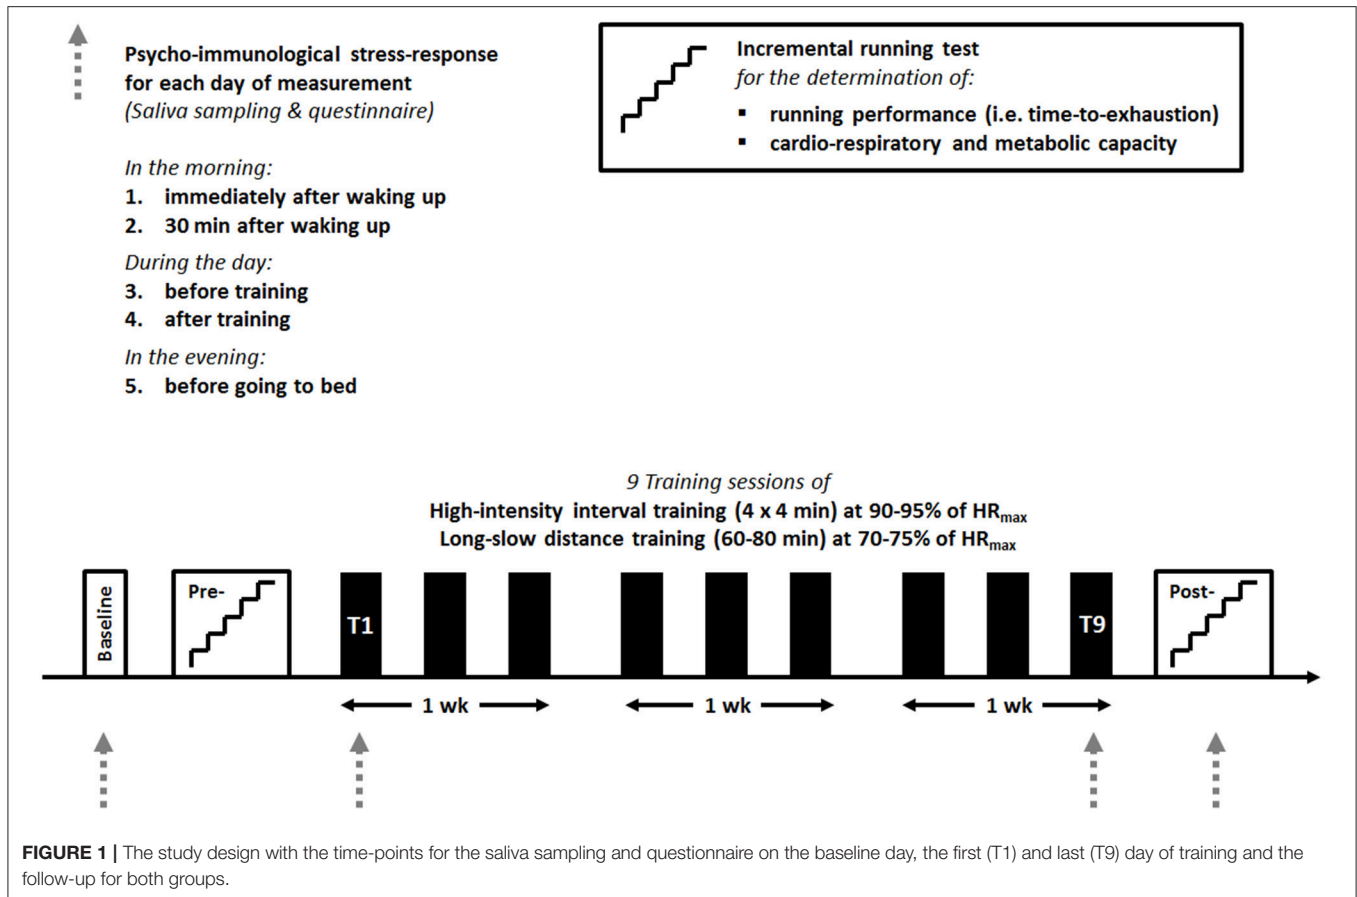 Psycho-immunological stress-response
for each day of measurement
(Saliva sampling & questinnaire)
In the morning:
1. immediately after waking up
2. 30 min after waking up
During the day:
3. before training
4. after training
In the evening:
5. before going to bed
Incremental running test
for the determination of:
▪ running performance (i.e. time-to-exhaustion)
▪ cardio-respiratory and metabolic capacity
9 Training sessions of
High-intensity interval training (4 x 4 min) at 90-95% of HRmax
Long-slow distance training (60-80 min) at 70-75% of HRmax
Baseline
Pre-
T1
T9
Post-
1 wk
1 wk
1 wk
FIGURE 1 | The study design with the time-points for the saliva sampling and questionnaire on the baseline day, the first (T1) and last (T9) day of training and the
follow-up for both groups.